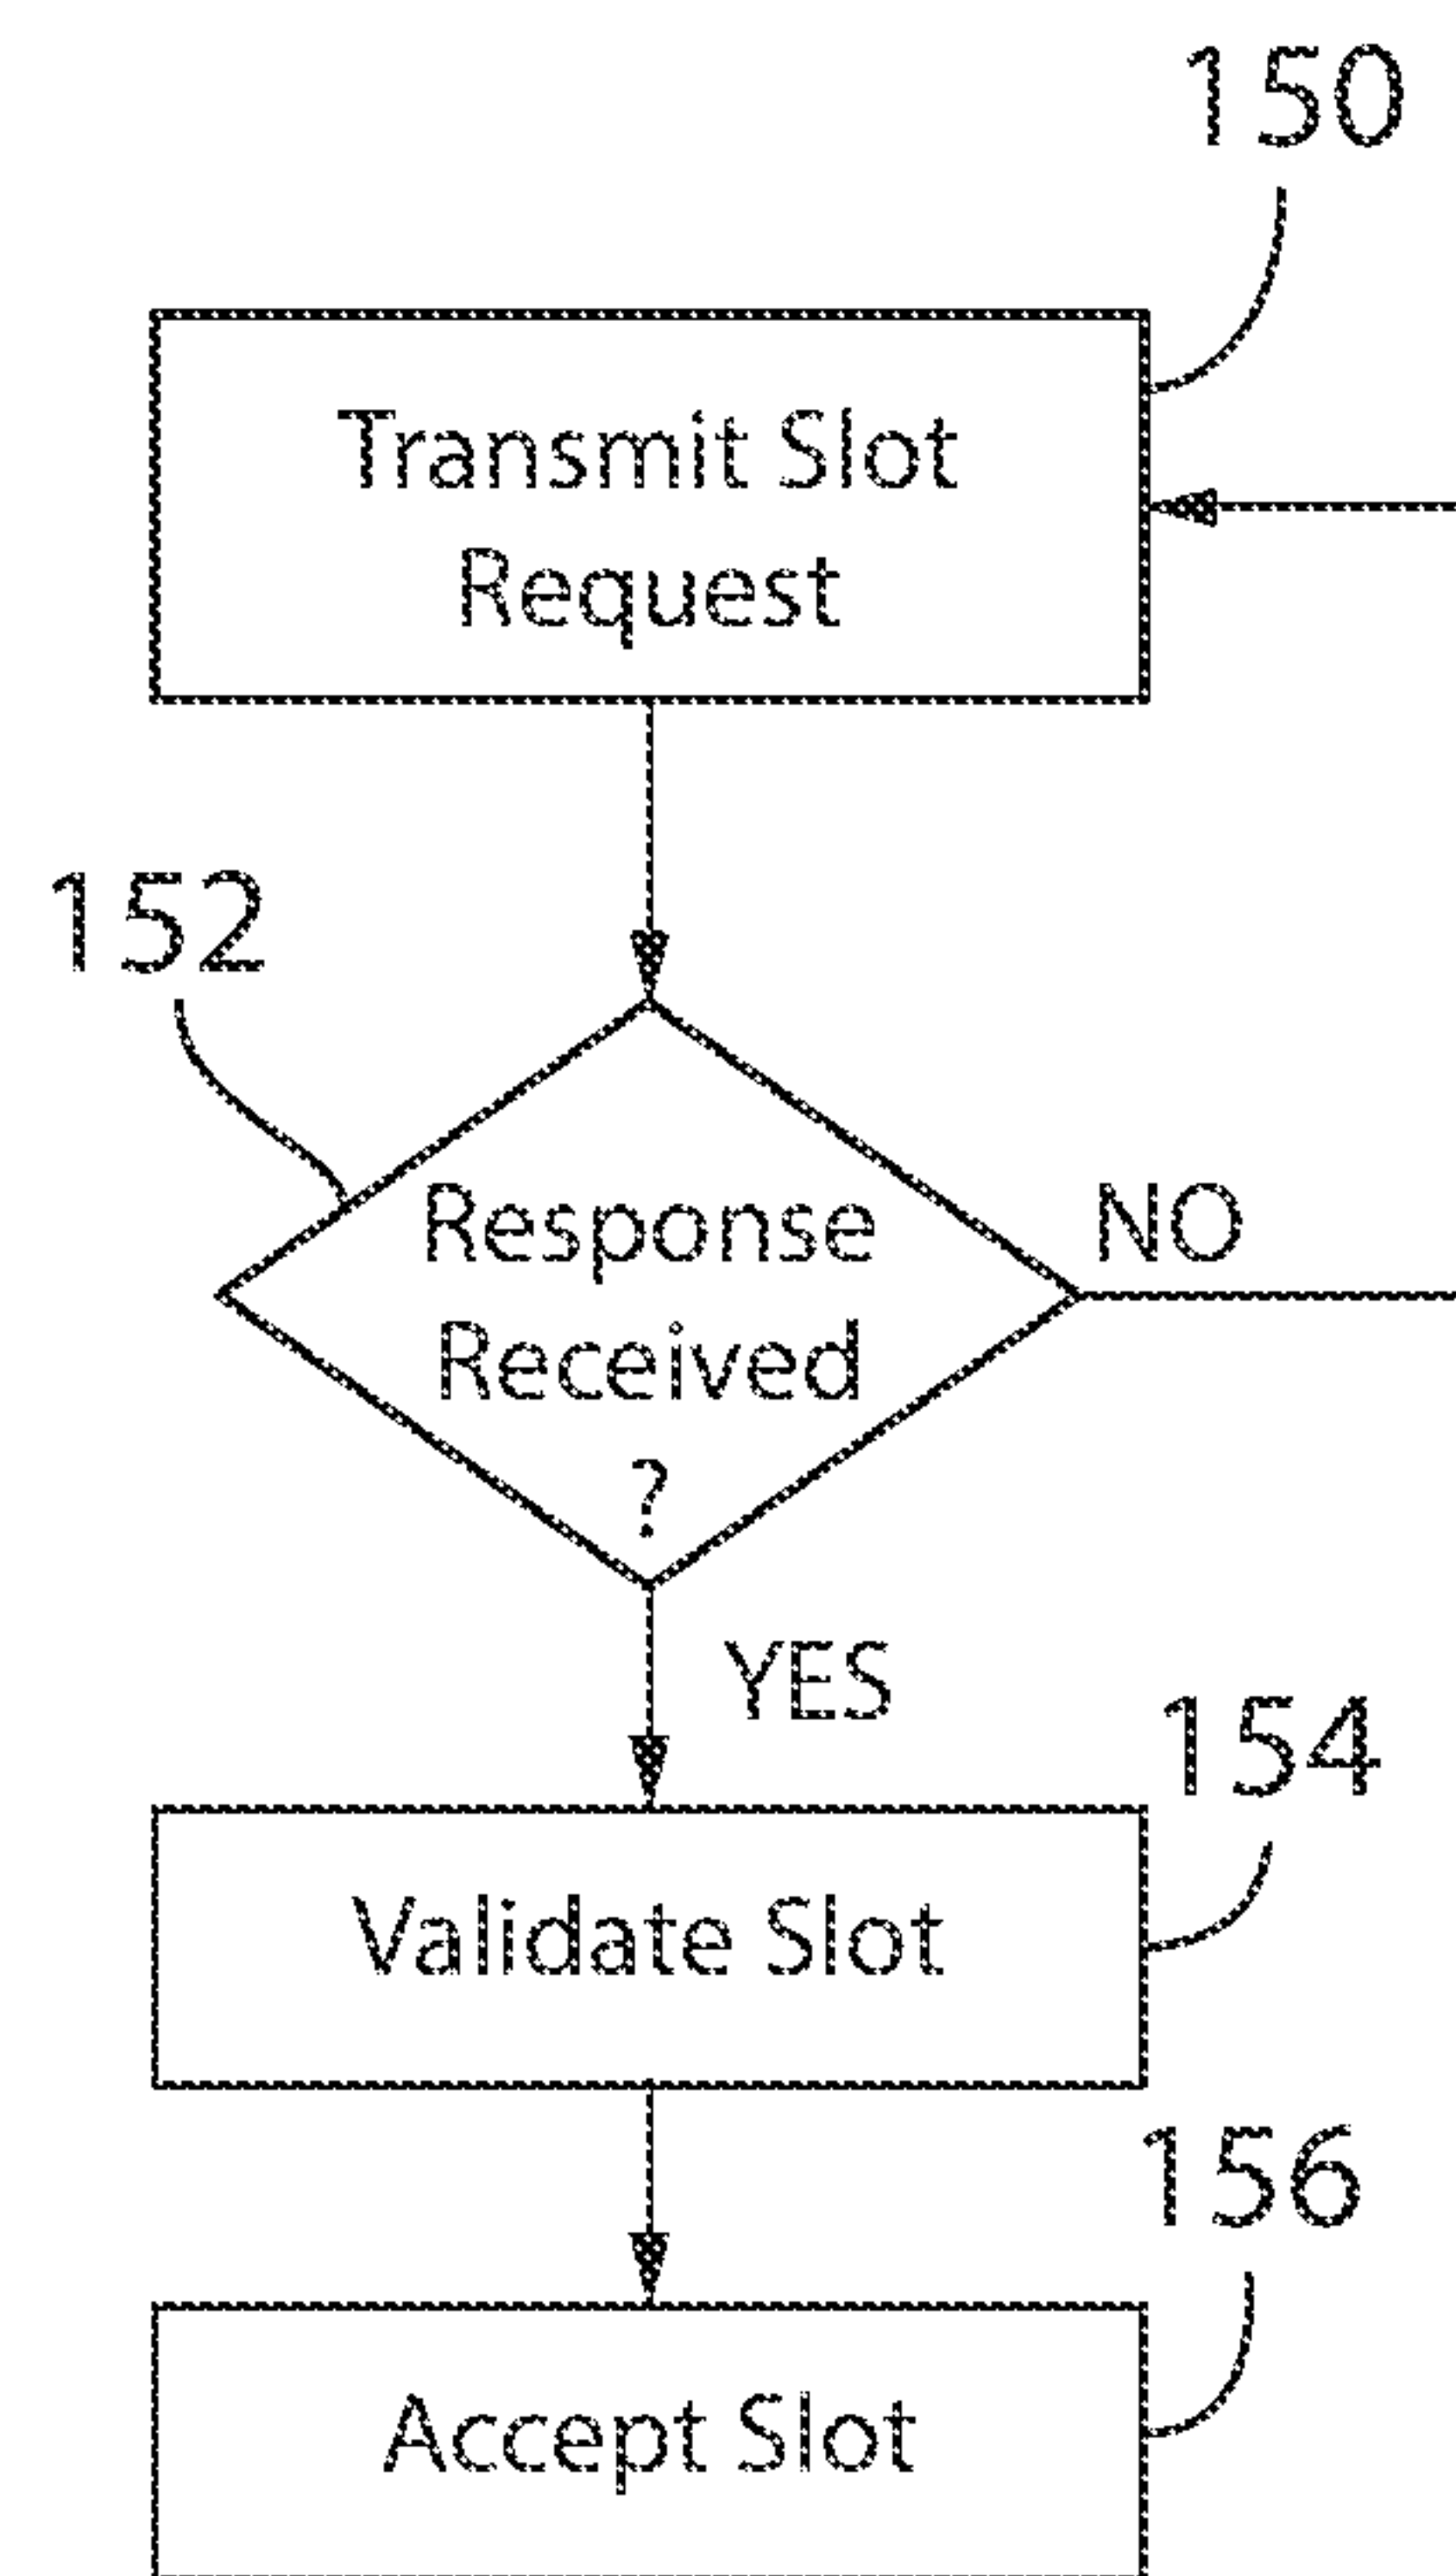 150
Transmit Slot
Request
152
Response
Received
?
NO
YES
154
Validate Slot
156
Accept Slot